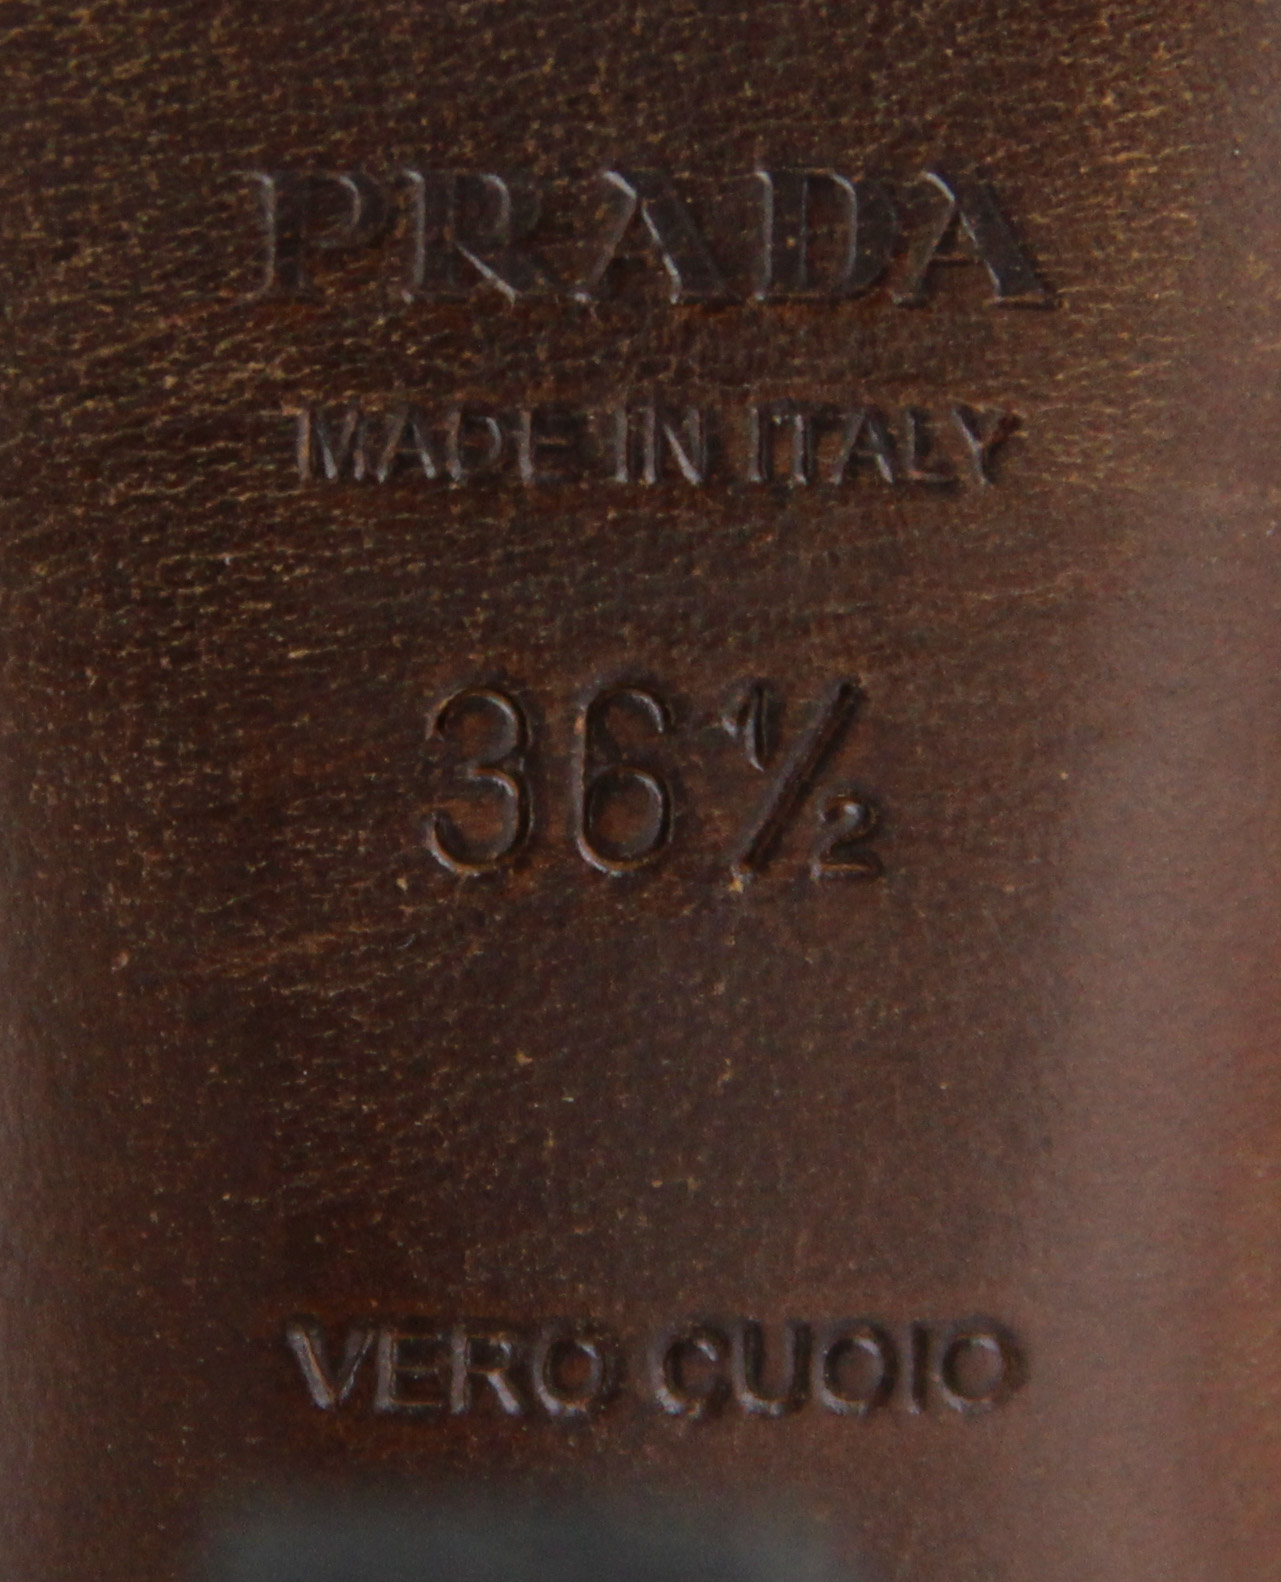 PRADA
MADE IN ITALY
36½
VERO CUOIO